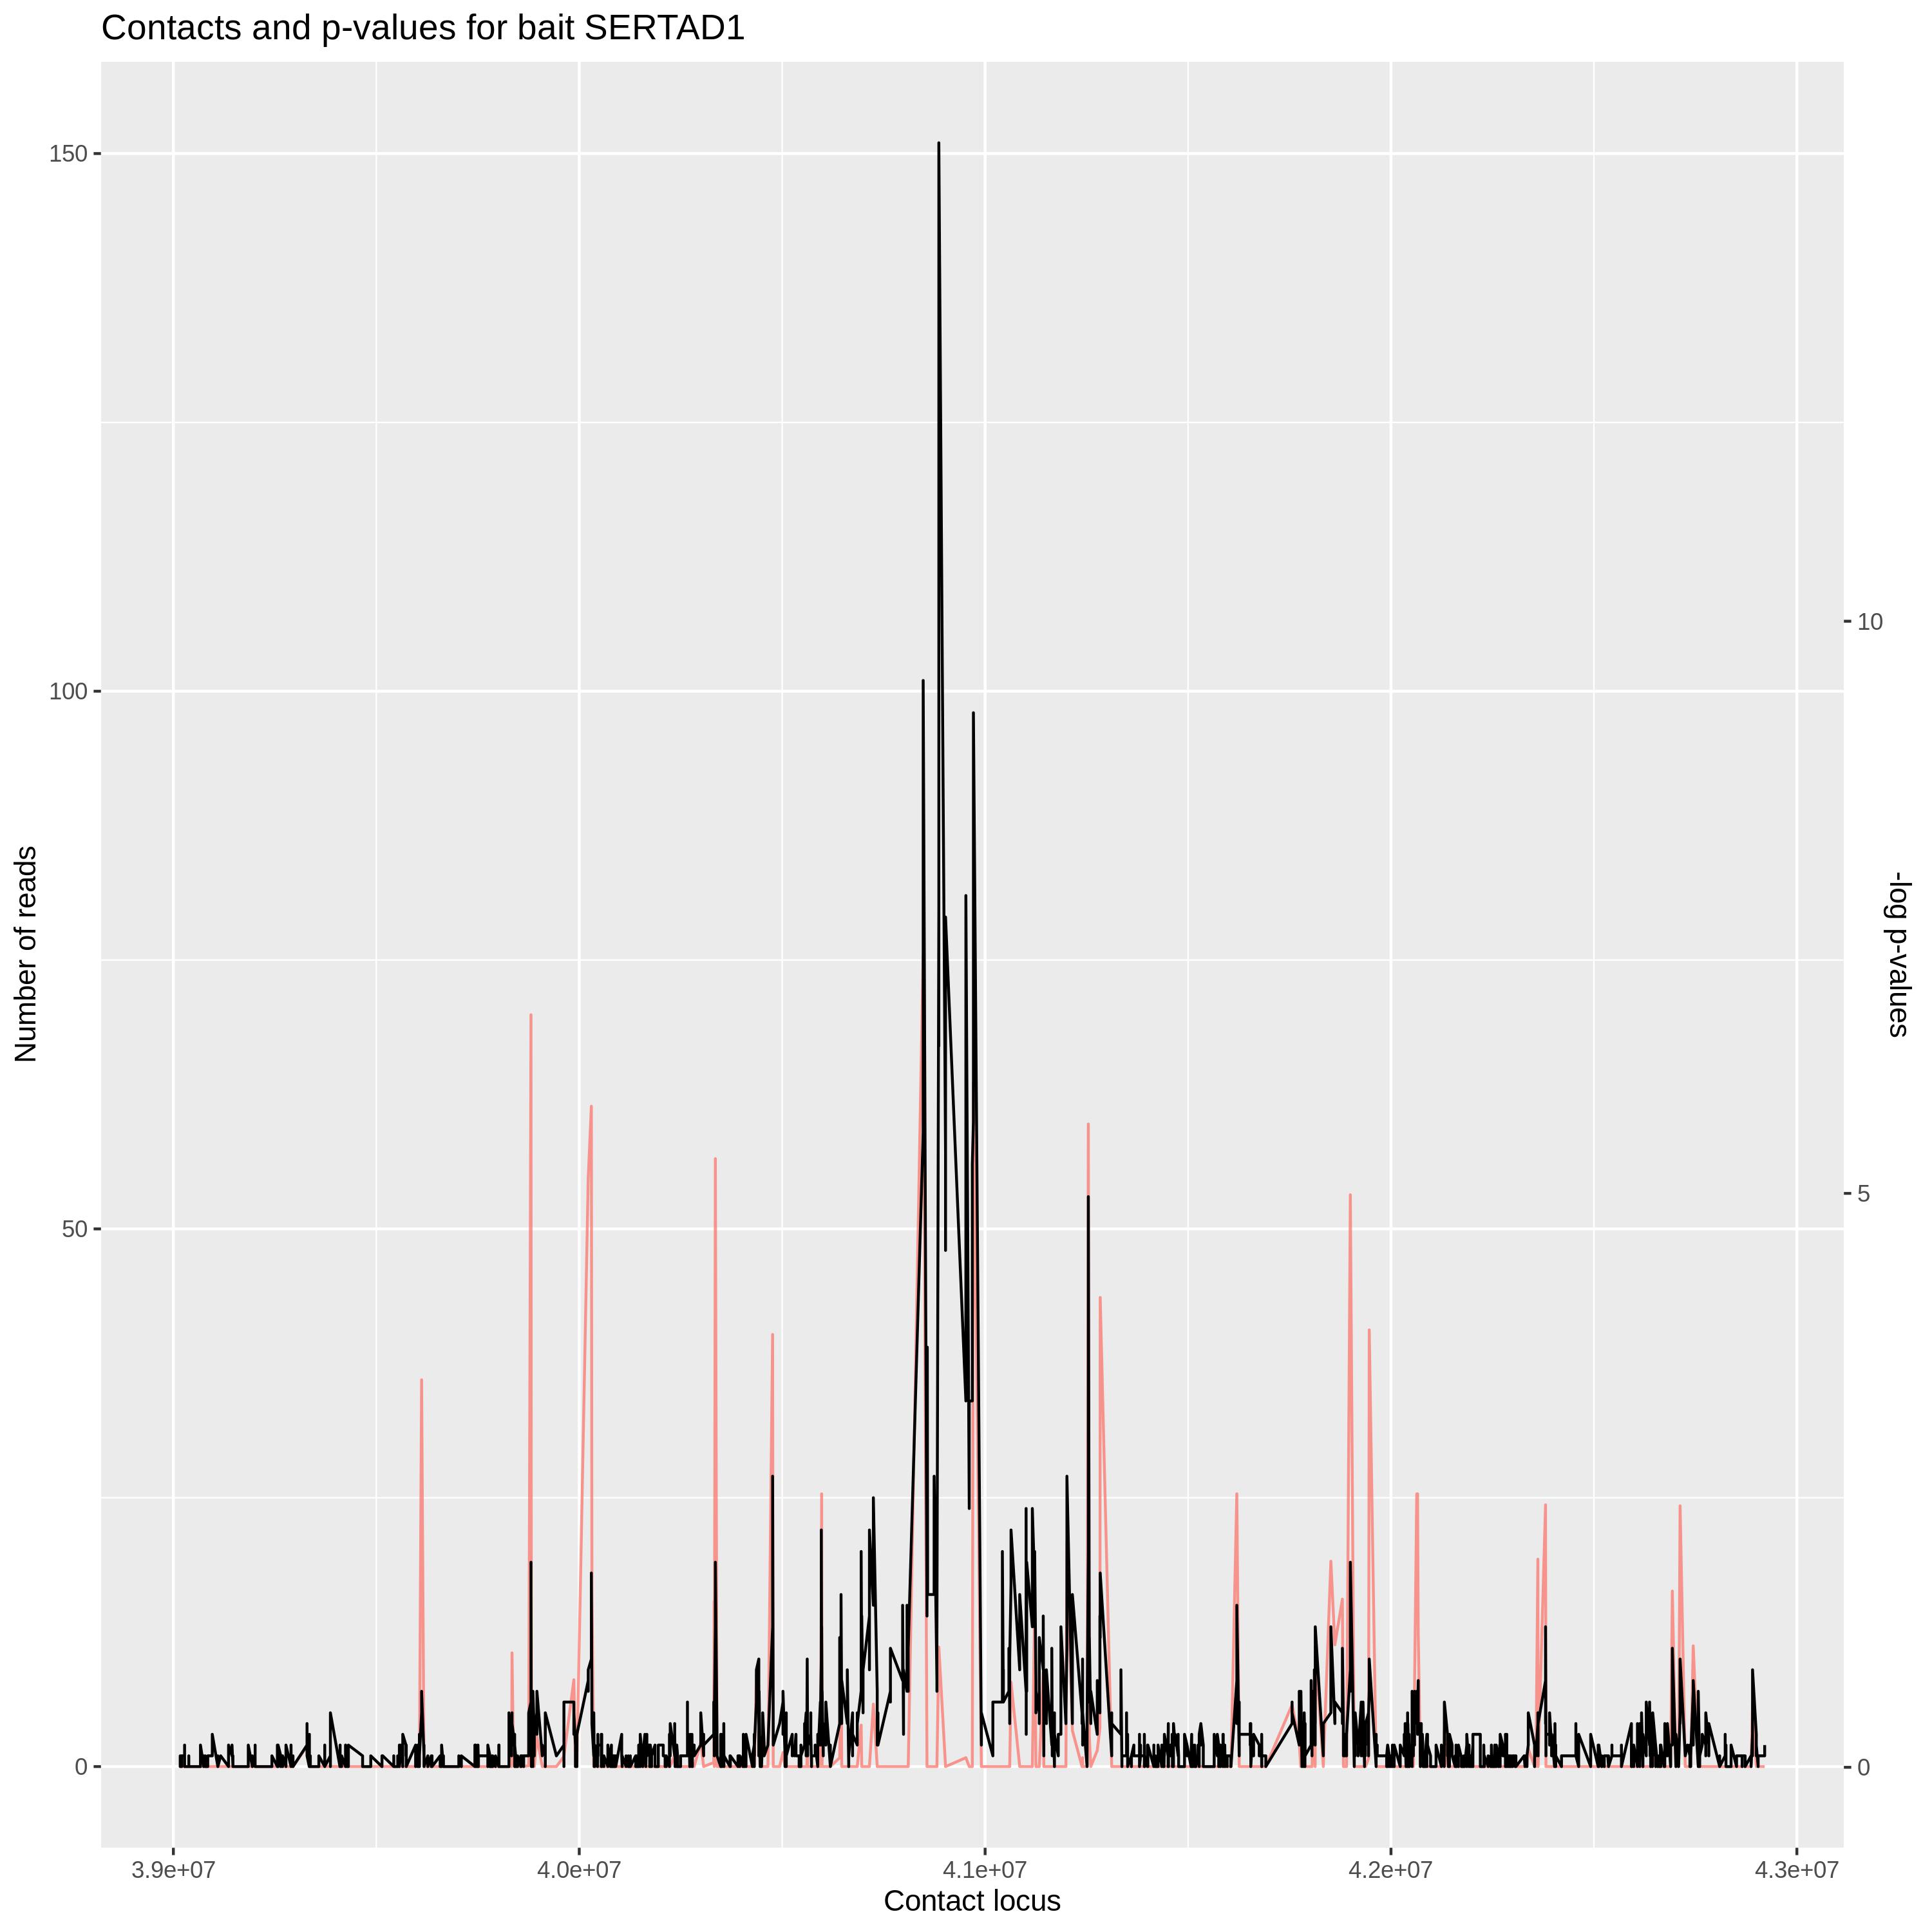 Contacts and p-values for bait SERTAD1
150
100
50
0
Number of reads
10
5
0
-log p-values
3.9e+07
4.0e+07
4.1e+07
4.2e+07
4.3e+07
Contact locus